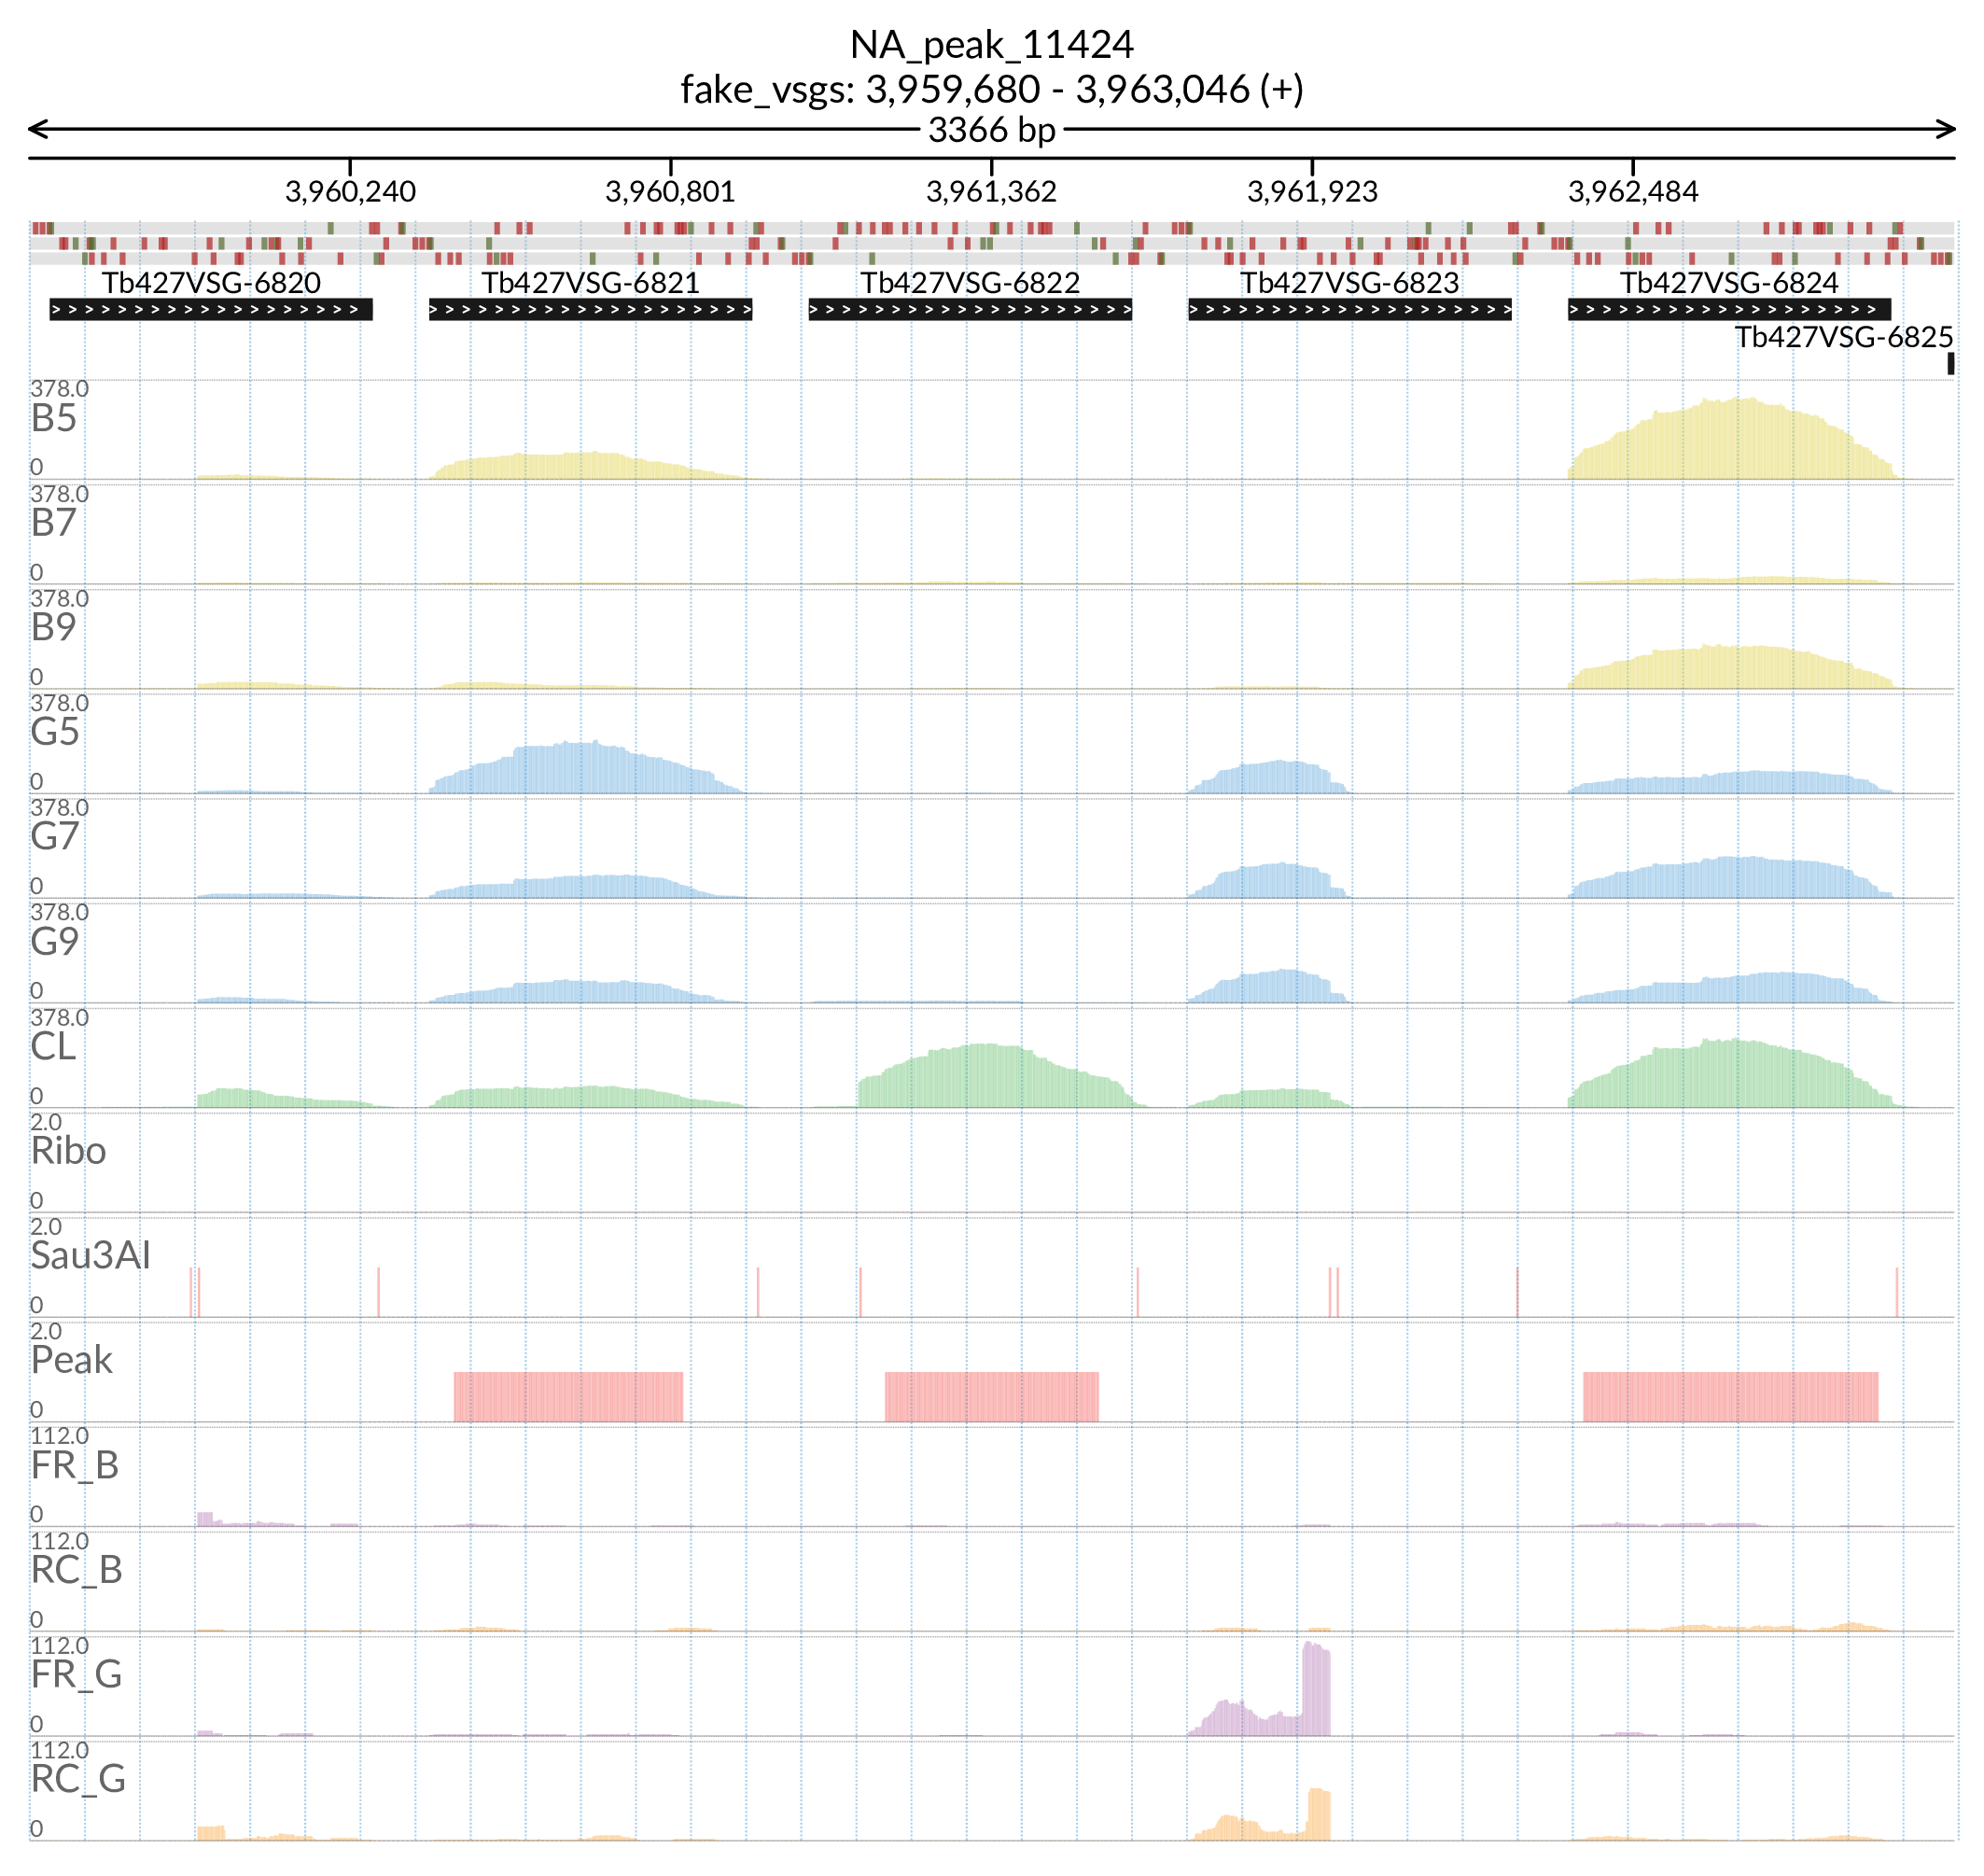 NA_peak_11424
fake_vsgs: 3,959,680 - 3,963,046 (+)
3366 bp
3,960,240 3,960,801 3,961,362 3,961,923 3,962,484
Tb427VSG-6820 Tb427VSG-6821 Tb427VSG-6822 Tb427VSG-6823 Tb427VSG-6824
Tb427VSG-6825
378.0
B5
0
378.0
B7
0
378.0
B9
0
378.0
G5
0
378.0
G7
0
378.0
G9
0
378.0
CL
0
2.0
Ribo
0
2.0
Sau3AI
0
2.0
Peak
0
112.0
FR_B
0
112.0
RC_B
0
112.0
FR_G
0
112.0
RC_G
0